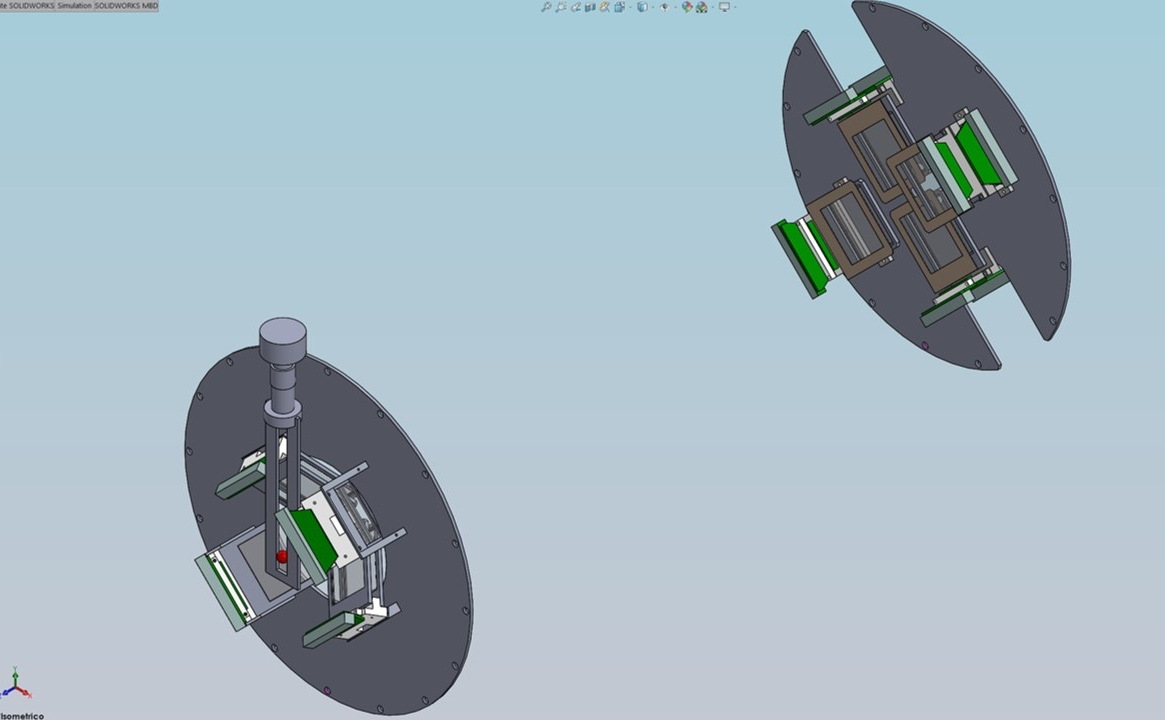 te SOLIDWORKS Simulation SOLIDWORKS MBD
Y
Isometrico